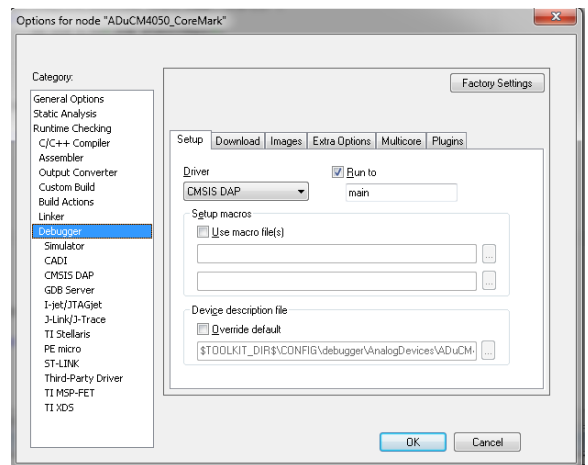 Options for node "ADuCM4050_CoreMark"
Category:
General Options
Static Analysis
Runtime Checking
C/C++ Compiler
Assembler
Output Converter
Custom Build
Build Actions
Linker
Debugger
Simulator
CADI
CMSIS DAP
GDB Server
I-jet/JTAGjet
J-Link/J-Trace
TI Stellaris
PE micro
ST-LINK
Third-Party Driver
TI MSP-FET
TI XDS
Factory Settings
Setup Download Images Extra Options Multicore Plugins
Driver Run to
CMSIS DAP main
Setup macros
Use macro file(s)
...
...
Device description file
Override default
$TOOLKIT_DIR$\CONFIG\debugger\AnalogDevices\ADuCM4 ...
OK Cancel